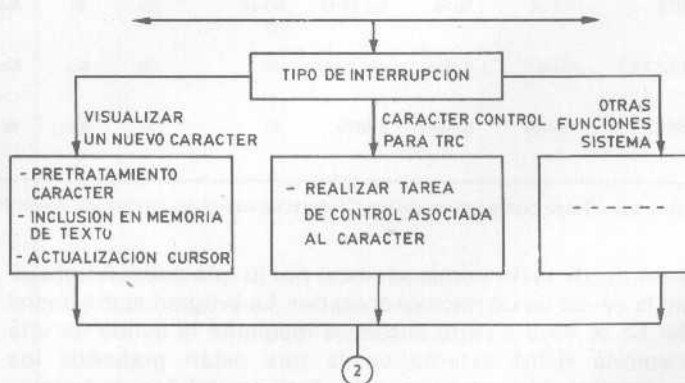 TIPO DE INTERRUPCION
VISUALIZAR
UN NUEVO CARACTER
CARACTER CONTROL
PARA TRC
OTRAS
FUNCIONES
SISTEMA
- PRETRATAMIENTO
CARACTER
- INCLUSION EN MEMORIA
DE TEXTO
- ACTUALIZACION CURSOR
- REALIZAR TAREA
DE CONTROL ASOCIADA
AL CARACTER
2